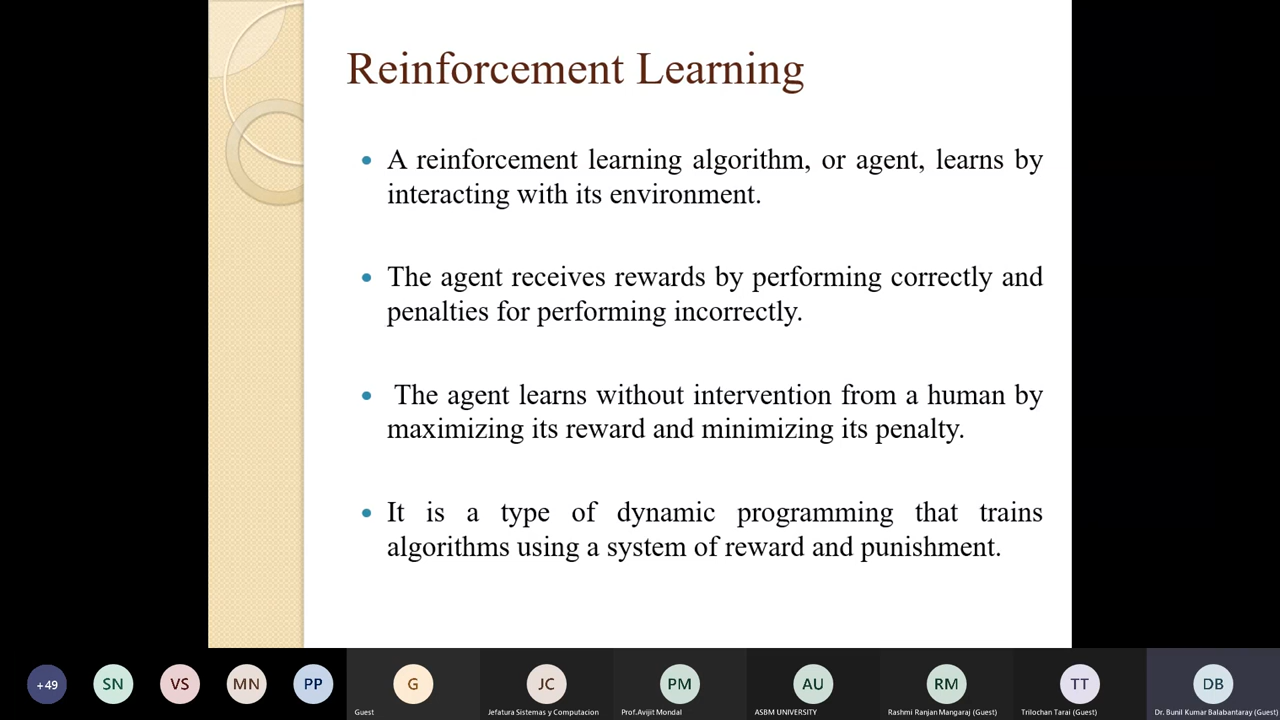 Reinforcement Learning
A reinforcement learning algorithm, or agent, learns by
interacting with its environment.
The agent receives rewards by performing correctly and
penalties for performing incorrectly.
The agent learns without intervention from a human by
maximizing its reward and minimizing its penalty.
It is a type of dynamic programming that trains
algorithms using a system of reward and punishment.
+49 SN VS MN PP G JC PM AU RM TT DB
Guest Jefatura Sistemas y Computacion Prof.Avijit Mondal ASBM UNIVERSITY Rashmi Ranjan Mangaraj (Guest) Trilochan Tarai (Guest) Dr. Bunil Kumar Balabantaray (Guest)